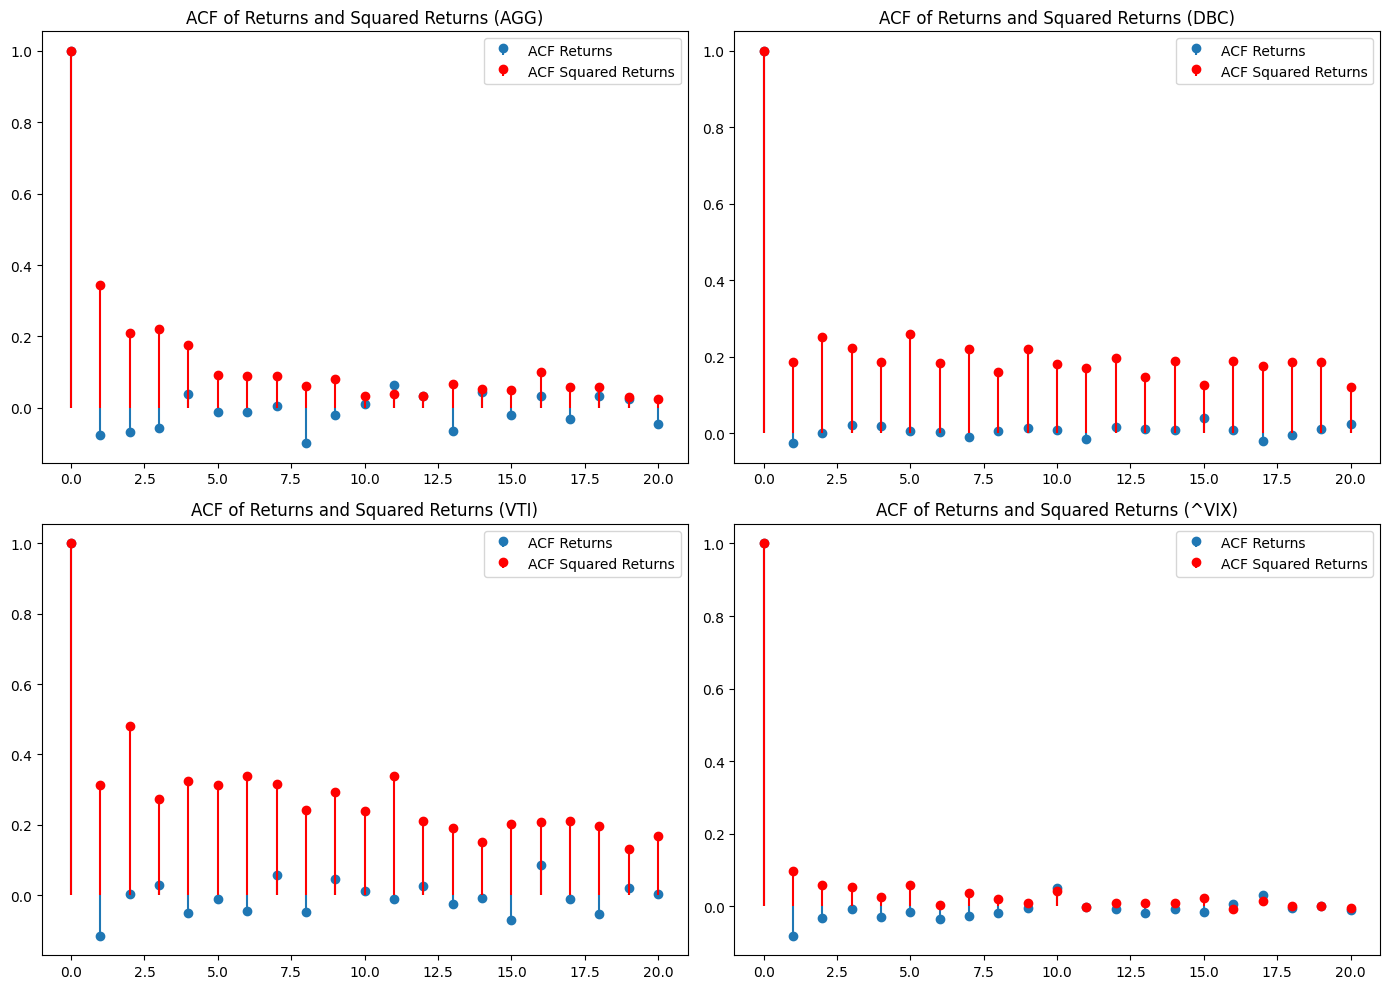 ACF of Returns and Squared Returns (AGG)
ACF Returns
ACF Squared Returns
1.0
0.8
0.6
0.4
0.2
0.0
0.0 2.5 5.0 7.5 10.0 12.5 15.0 17.5 20.0
ACF of Returns and Squared Returns (DBC)
ACF Returns
ACF Squared Returns
1.0
0.8
0.6
0.4
0.2
0.0
0.0 2.5 5.0 7.5 10.0 12.5 15.0 17.5 20.0
ACF of Returns and Squared Returns (VTI)
ACF Returns
ACF Squared Returns
1.0
0.8
0.6
0.4
0.2
0.0
0.0 2.5 5.0 7.5 10.0 12.5 15.0 17.5 20.0
ACF of Returns and Squared Returns (^VIX)
ACF Returns
ACF Squared Returns
1.0
0.8
0.6
0.4
0.2
0.0
0.0 2.5 5.0 7.5 10.0 12.5 15.0 17.5 20.0